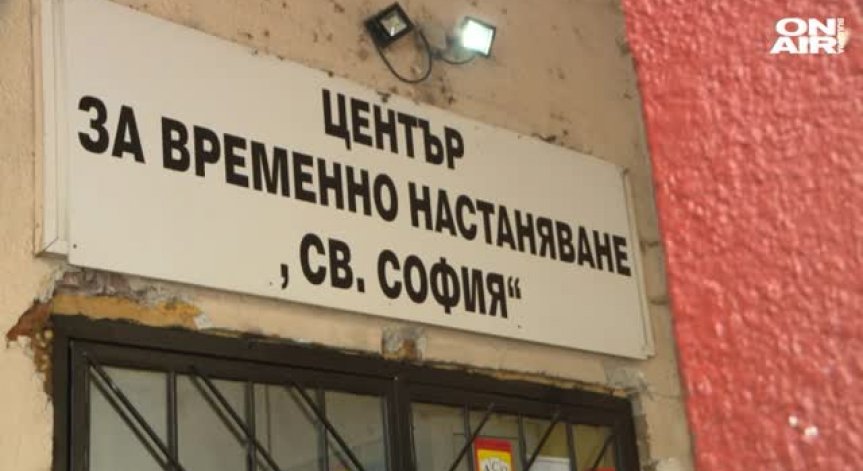 ЦЕНТЪР
ЗА ВРЕМЕННО НАСТАНЯВАНЕ
„СВ. СОФИЯ“
ON
AIR